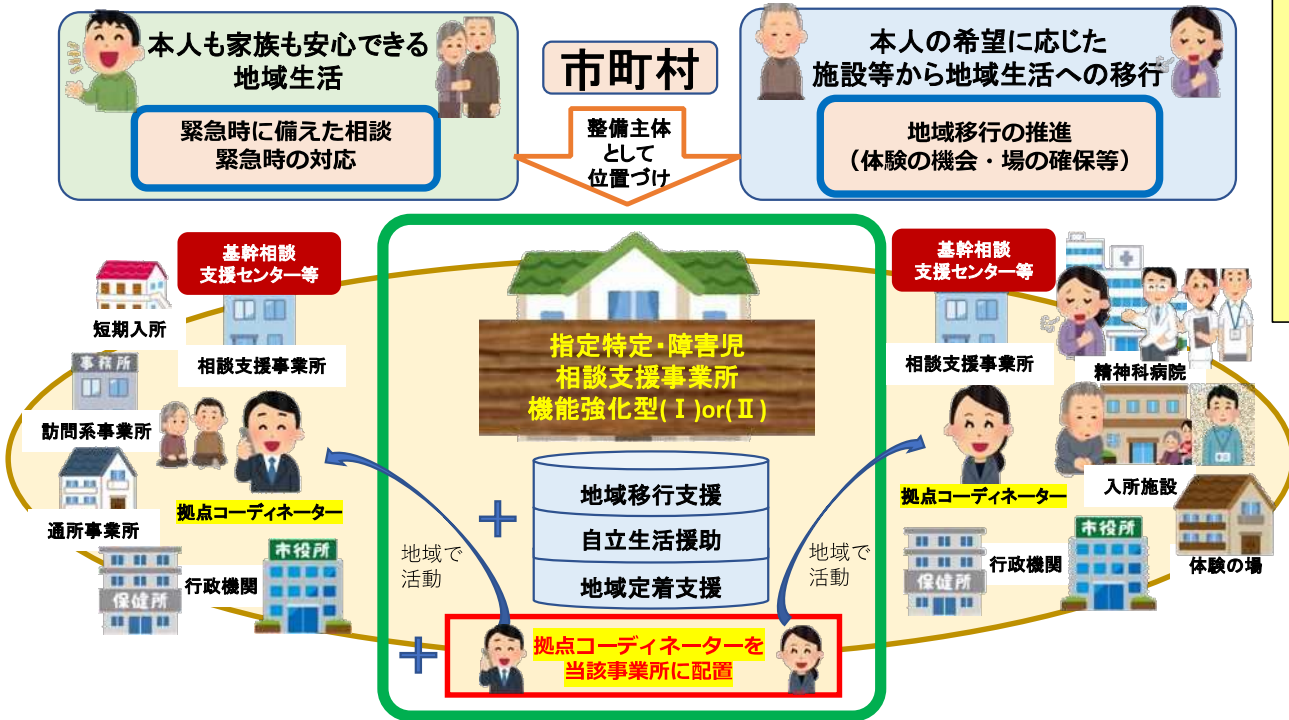 本人も家族も安心できる
地域生活
緊急時に備えた相談
緊急時の対応
市町村
整備主体
として
位置づけ
本人の希望に応じた
施設等から地域生活への移行
地域移行の推進
（体験の機会・場の確保等）
基幹相談
支援センター等
短期入所
相談支援事業所
事務所
訪問系事業所
通所事業所
拠点コーディネーター
保健所
行政機関
市役所
指定特定・障害児
相談支援事業所
機能強化型(Ⅰ)or(Ⅱ)
+
地域移行支援
自立生活援助
地域定着支援
地域で
活動
地域で
活動
+
拠点コーディネーターを
当該事業所に配置
基幹相談
支援センター等
相談支援事業所
精神科病院
拠点コーディネーター
入所施設
体験の場
保健所
行政機関
市役所